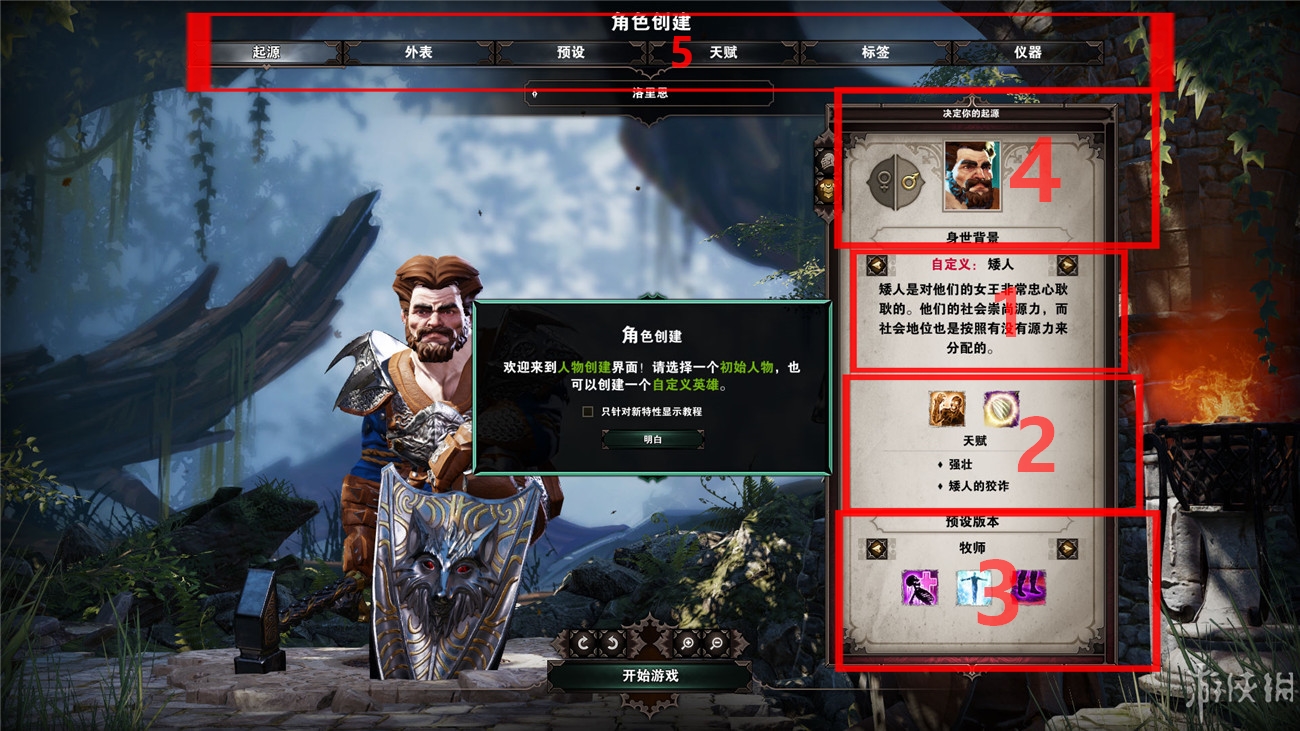 角色创建
起源
外表
预设
5
天赋
标签
仪器
洛里恩
决定你的起源
4
身世背景
自定义： 矮人
矮人是对他们的女王非常忠心耿
耿的。他们的社会崇尚源力，而
社会地位也是按照有没有源力来
分配的。
1
角色创建
欢迎来到人物创建界面！请选择一个初始人物，也
可以创建一个自定义英雄。
只针对新特性显示教程
明白
2
天赋
强壮
矮人的狡诈
预设版本
牧师
3
开始游戏
游侠网